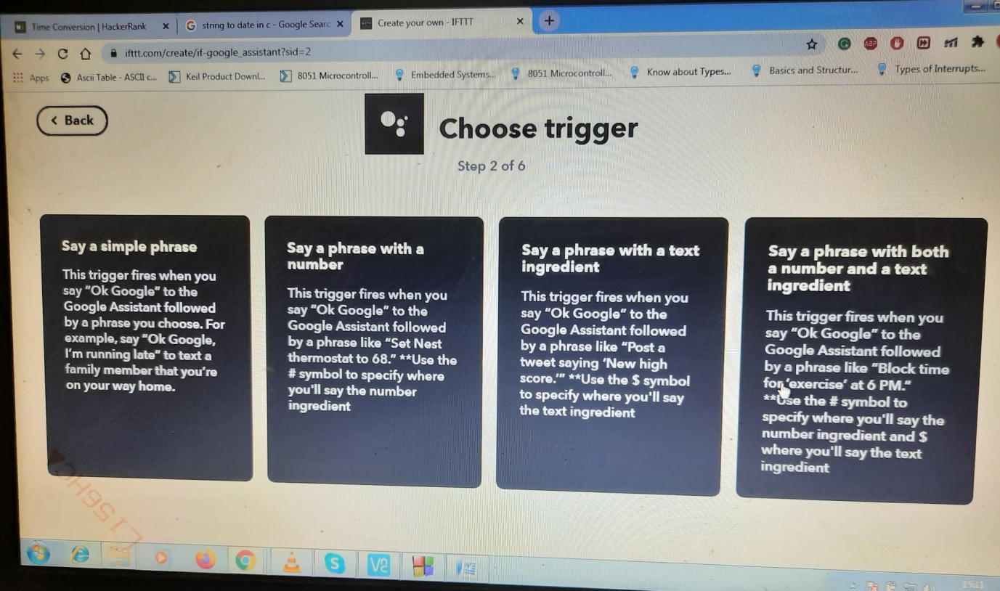 Time Conversion | HackerRank
string to date in c - Google Searc
Create your own - IFTTT
ifttt.com/create/if-google_assistant?sid=2
ABP
Apps
Ascii Table - ASCII c...
Keil Product Downl...
8051 Microcontroll...
Embedded Systems...
8051 Microcontroll...
Know about Types...
Basics and Structur...
Types of Interrupts...
Back
Choose trigger
Step 2 of 6
Say a simple phrase
This trigger fires when you
say “Ok Google” to the
Google Assistant followed
by a phrase you choose. For
example, say “Ok Google,
I’m running late” to text a
family member that you’re
on your way home.
Say a phrase with a
number
This trigger fires when you
say “Ok Google” to the
Google Assistant followed
by a phrase like “Set Nest
thermostat to 68.” **Use the
# symbol to specify where
you'll say the number
ingredient
Say a phrase with a text
ingredient
This trigger fires when you
say “Ok Google” to the
Google Assistant followed
by a phrase like “Post a
tweet saying ‘New high
score.’” **Use the $ symbol
to specify where you'll say
the text ingredient
Say a phrase with both
a number and a text
ingredient
This trigger fires when you
say “Ok Google” to the
Google Assistant followed
by a phrase like “Block time
for ‘exercise’ at 6 PM.”
**Use the # symbol to
specify where you'll say the
number ingredient and $
where you'll say the text
ingredient
15:11